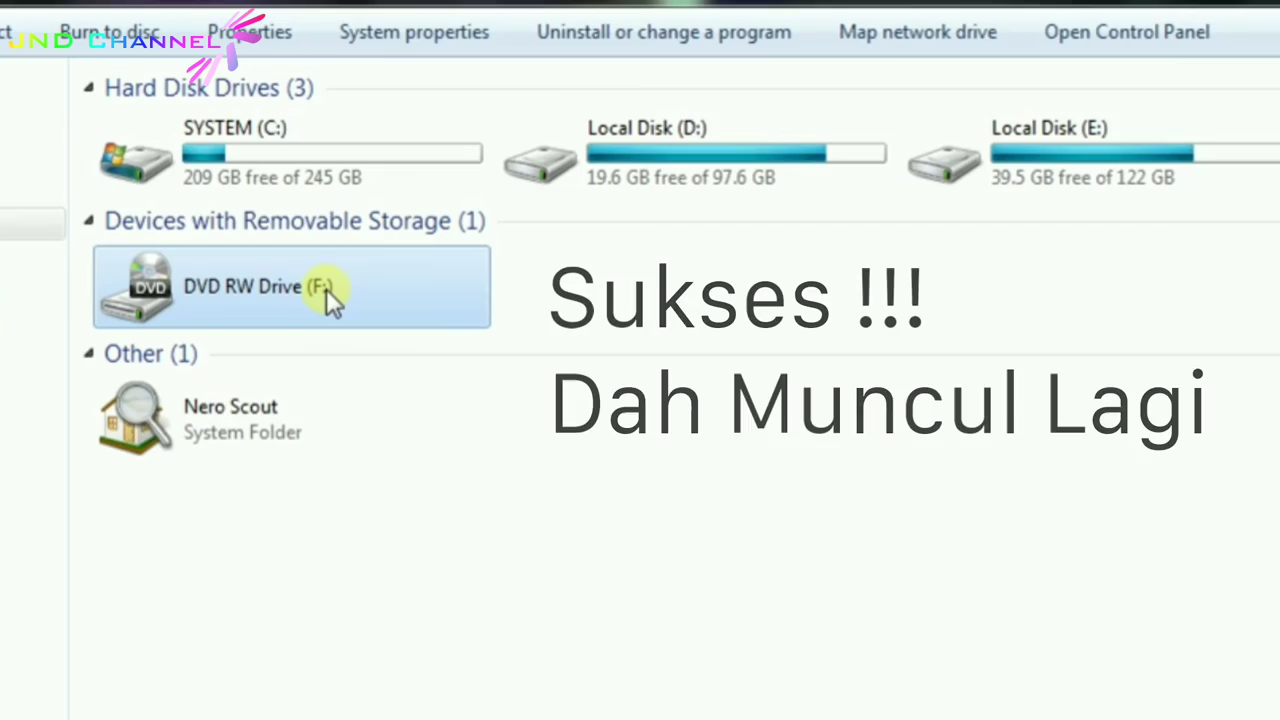 ct Burn to disc Properties System properties Uninstall or change a program Map network drive Open Control Panel
JND CHANNEL
Hard Disk Drives (3)
SYSTEM (C:) Local Disk (D:) Local Disk (E:)
209 GB free of 245 GB 19.6 GB free of 97.6 GB 39.5 GB free of 122 GB
Devices with Removable Storage (1)
DVD
DVD RW Drive (F:)
Sukses !!!
Dah Muncul Lagi
Other (1)
Nero Scout
System Folder